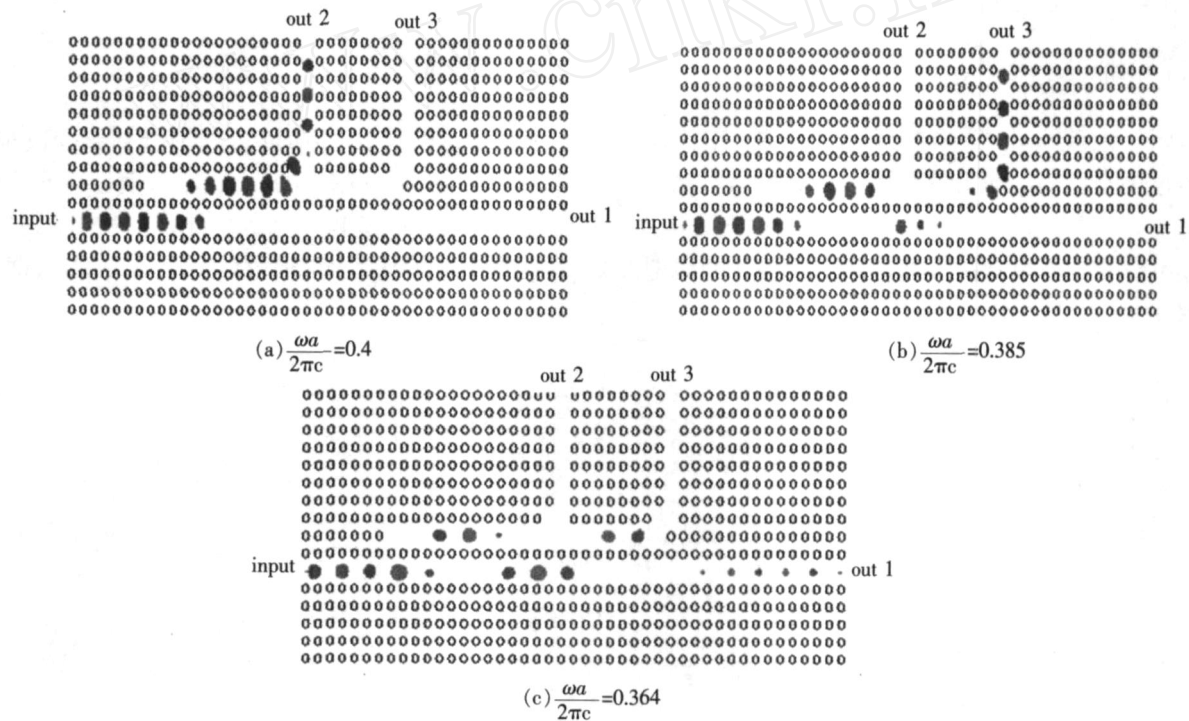 out 2 out 3
input
out 1
(a) ωa/2πc =0.4
out 2 out 3
input
out 1
(b) ωa/2πc =0.385
out 2 out 3
input
out 1
(c) ωa/2πc =0.364